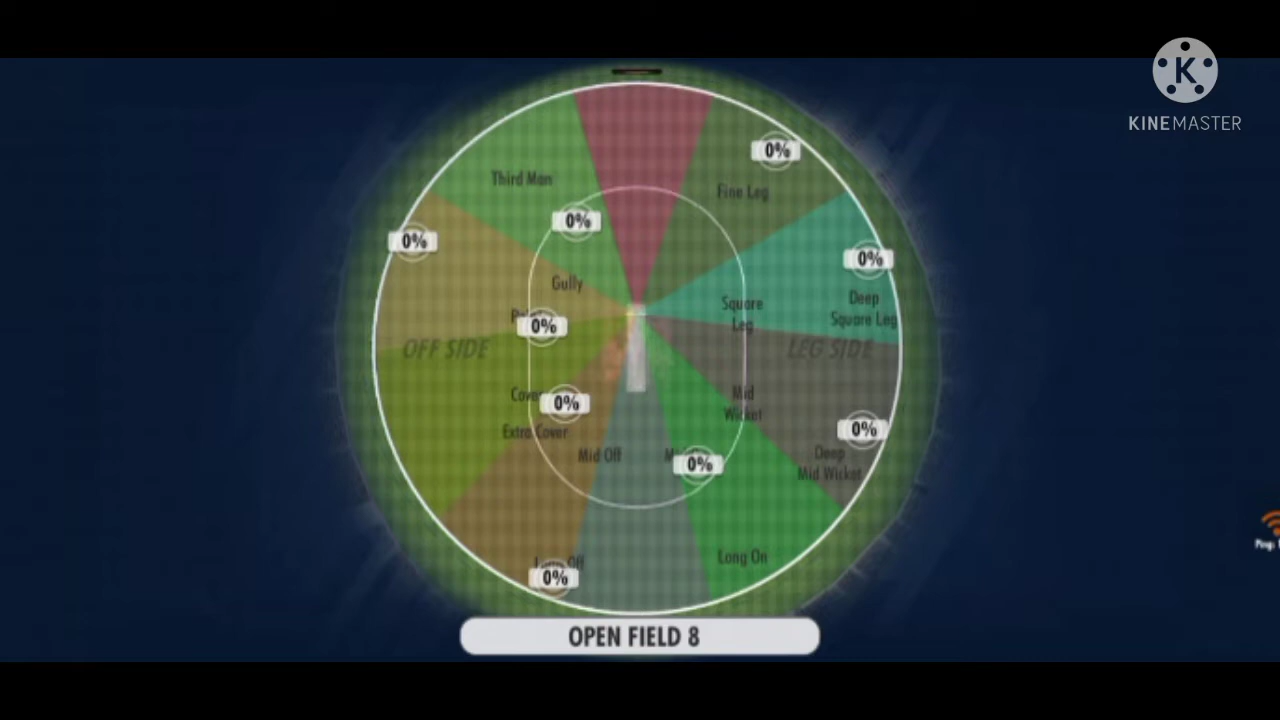 KINEMASTER
0%
Third Man
Fine Leg
0%
0%
0%
Gully
Square
Leg
Deep
Square Leg
0%
OFF SIDE
LEG SIDE
Mid
Wicket
0%
Extra Cover
0%
Mid Off
0%
Deep
Mid Wicket
Long On
0%
OPEN FIELD 8